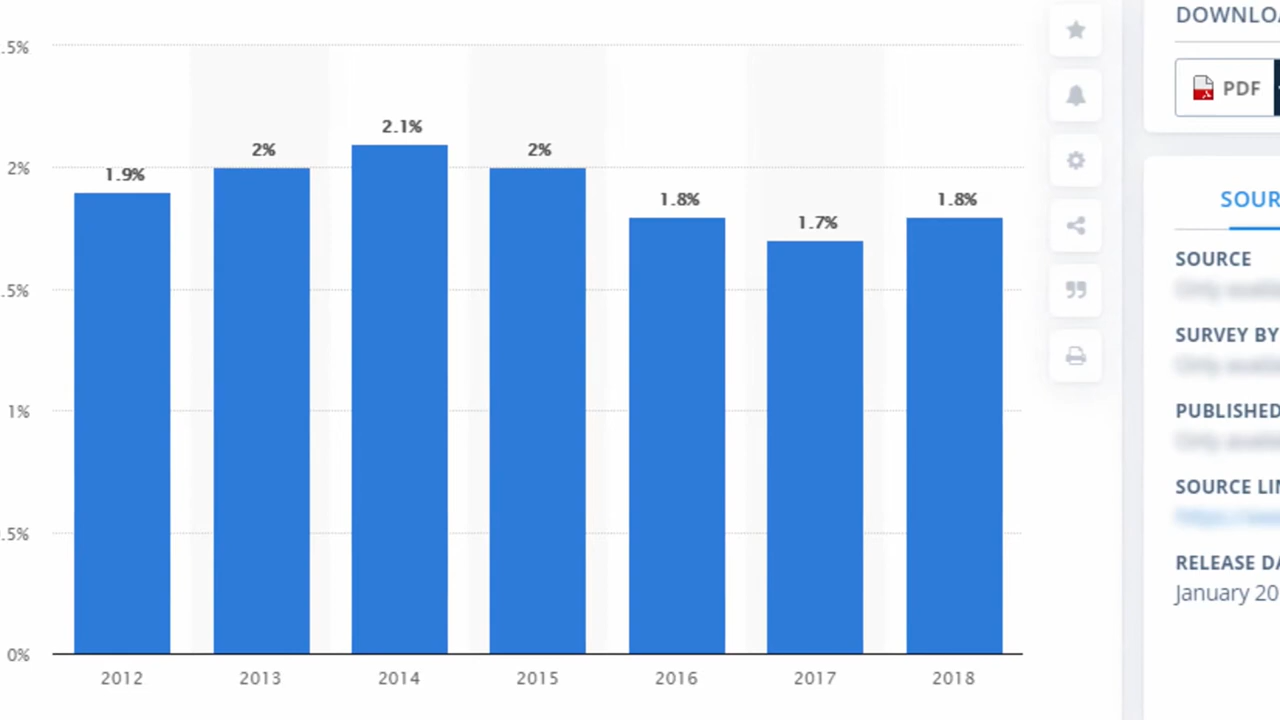 DOWNLOA
.5%
PDF
2.1%
2%
2%
2%
1.9%
1.8%
1.8%
SOUR
1.7%
SOURCE
.5%
SURVEY BY
1%
PUBLISHED
SOURCE LIN
.5%
RELEASE DA
January 20
0%
2012
2013
2014
2015
2016
2017
2018